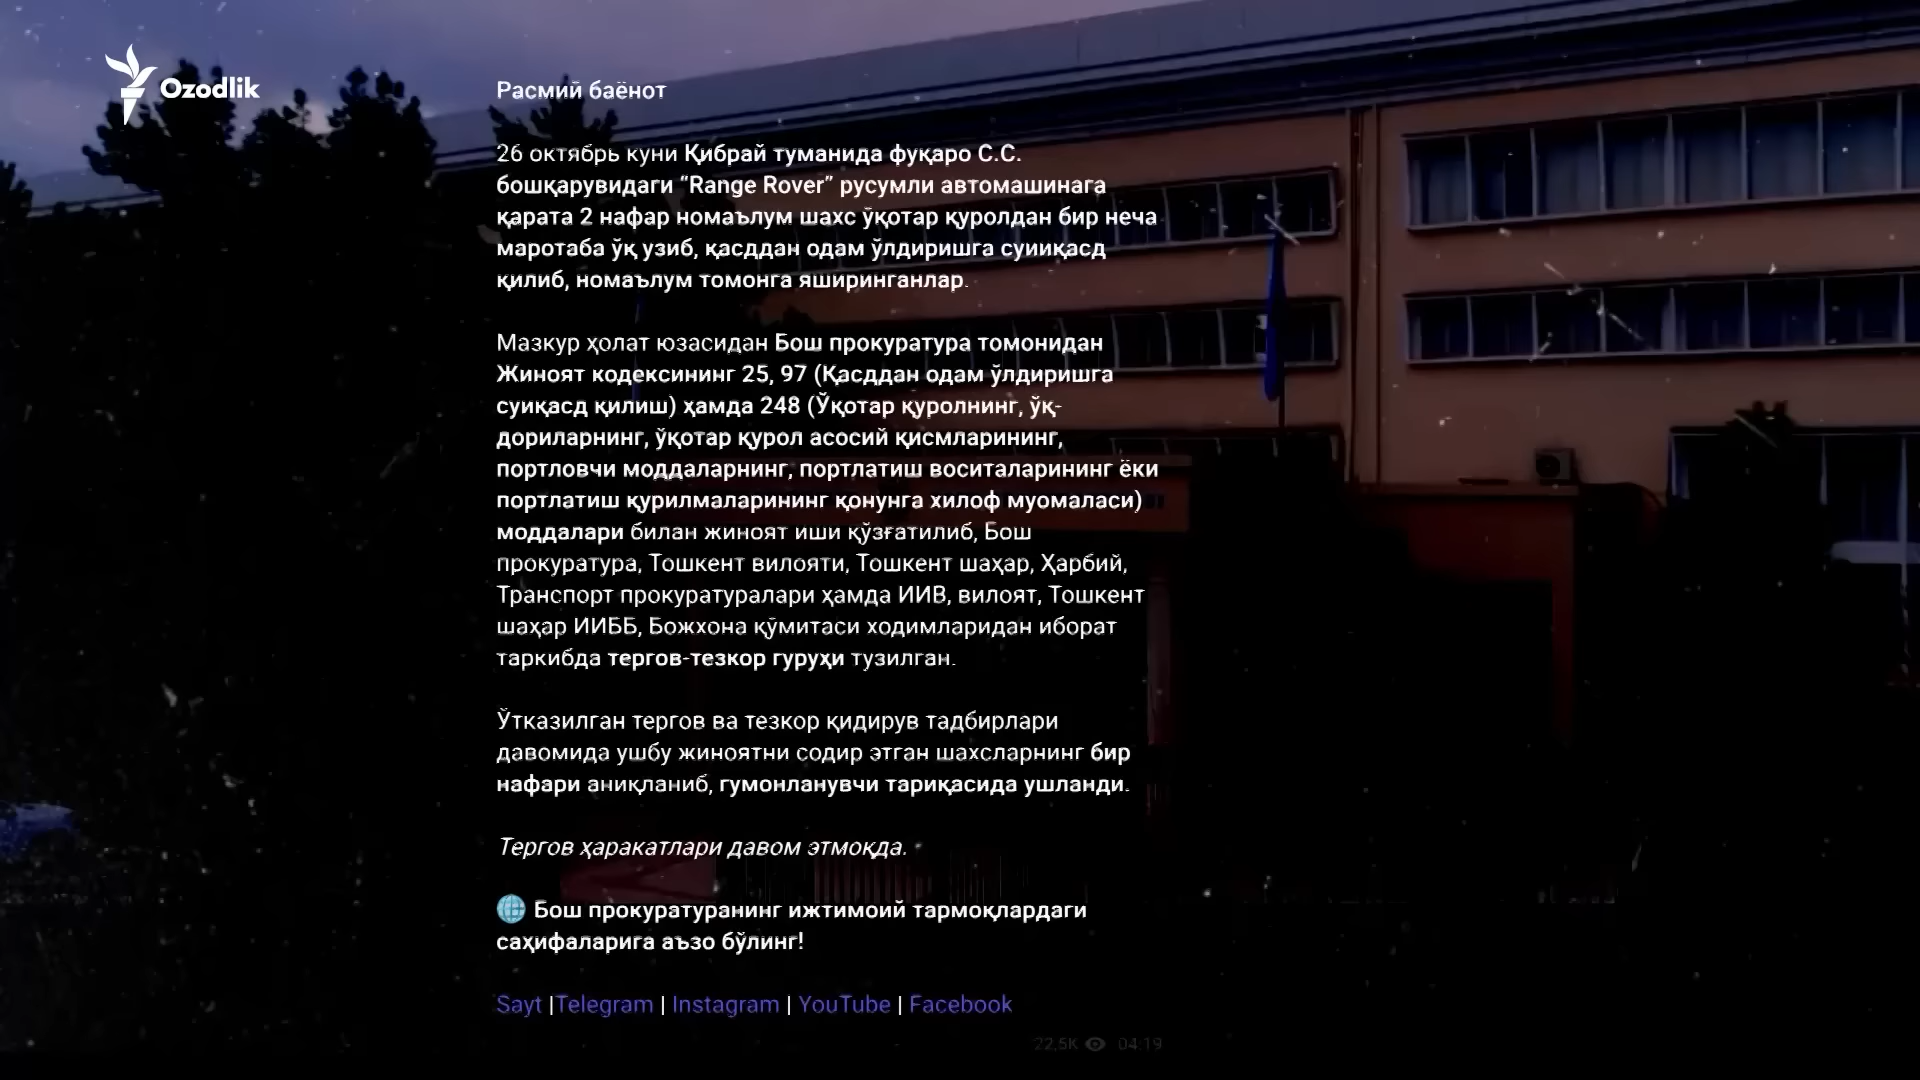 Ozodlik
Расмий баёнот
26 октябрь куни Қибрай туманида фуқаро С.С.
бошқарувидаги “Range Rover” русумли автомашинага
қарата 2 нафар номаълум шахс ўқотар қуролдан бир неча
маротаба ўқ узиб, қасддан одам ўлдиришга суииқасд
қилиб, номаълум томонга яширинганлар.
Мазкур ҳолат юзасидан Бош прокуратура томонидан
Жиноят кодексининг 25, 97 (Қасддан одам ўлдиришга
суиқасд қилиш) ҳамда 248 (Ўқотар қуролнинг, ўқ-
дориларнинг, ўқотар қурол асосий қисмларининг,
портловчи моддаларнинг, портлатиш воситаларининг ёки
портлатиш қурилмаларининг қонунга хилоф муомаласи)
моддалари билан жиноят иши қўзғатилиб, Бош
прокуратура, Тошкент вилояти, Тошкент шаҳар, Ҳарбий,
Транспорт прокуратуралари ҳамда ИИВ, вилоят, Тошкент
шаҳар ИИББ, Божхона қўмитаси ходимларидан иборат
таркибда тергов-тезкор гуруҳи тузилган.
Ўтказилган тергов ва тезкор қидирув тадбирлари
давомида ушбу жиноятни содир этган шахсларнинг бир
нафари аниқланиб, гумонланувчи тариқасида ушланди.
Тергов ҳаракатлари давом этмоқда.
Бош прокуратуранинг ижтимоий тармоқлардаги
саҳифаларига аъзо бўлинг!
Sayt |Telegram | Instagram | YouTube | Facebook
22,5K 04:19